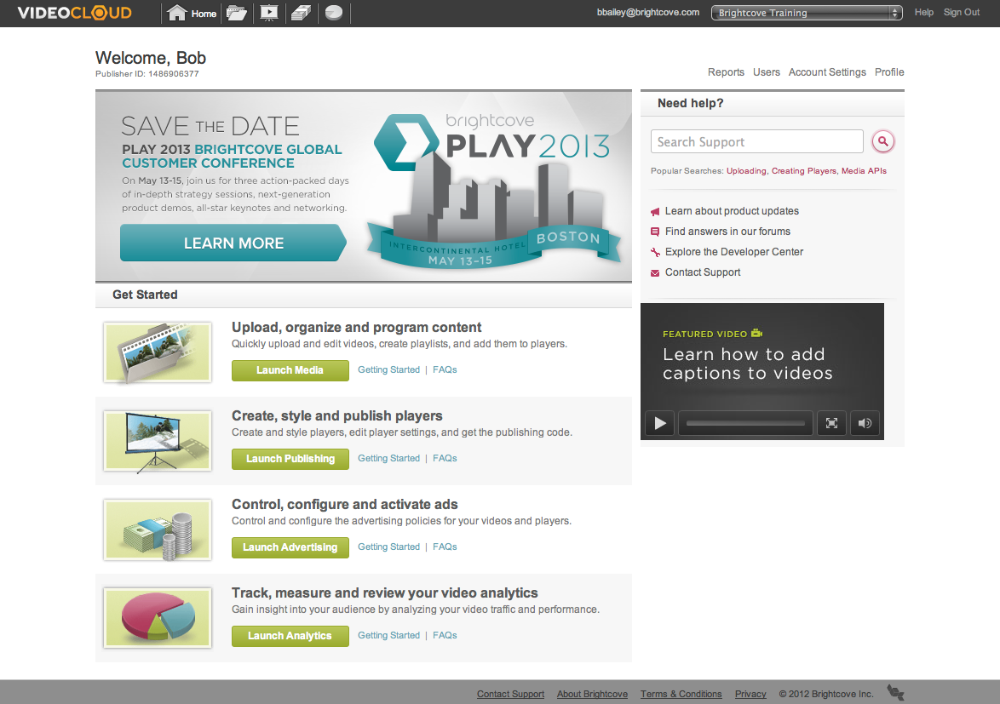 VIDEOCLOUD
Home
bbailey@brightcove.com
Brightcove Training
Help
Sign Out
Welcome, Bob
Publisher ID: 1486906377
Reports Users Account Settings Profile
SAVE THE DATE
PLAY 2013 BRIGHTCOVE GLOBAL
CUSTOMER CONFERENCE
On May 13-15, join us for three action-packed days
of in-depth strategy sessions, next-generation
product demos, all-star keynotes and networking.
LEARN MORE
brightcove
PLAY 2013
INTERCONTINENTAL HOTEL
MAY 13-15
BOSTON
Need help?
Search Support
Popular Searches: Uploading, Creating Players, Media APIs
Learn about product updates
Find answers in our forums
Explore the Developer Center
Contact Support
FEATURED VIDEO
Learn how to add
captions to videos
Get Started
Upload, organize and program content
Quickly upload and edit videos, create playlists, and add them to players.
Launch Media
Getting Started | FAQs
Create, style and publish players
Create and style players, edit player settings, and get the publishing code.
Launch Publishing
Getting Started | FAQs
Control, configure and activate ads
Control and configure the advertising policies for your videos and players.
Launch Advertising
Getting Started | FAQs
Track, measure and review your video analytics
Gain insight into your audience by analyzing your video traffic and performance.
Launch Analytics
Getting Started | FAQs
Contact Support About Brightcove Terms & Conditions Privacy © 2012 Brightcove Inc.